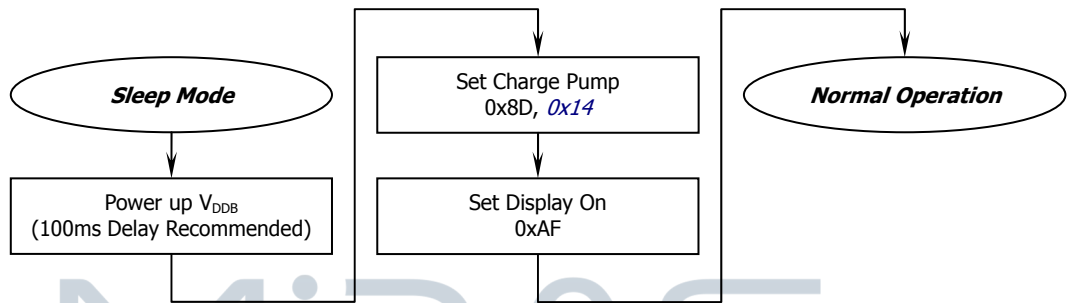 Sleep Mode
Power up VDDB
(100ms Delay Recommended)
Set Charge Pump
0x8D, 0x14
Set Display On
0xAF
Normal Operation